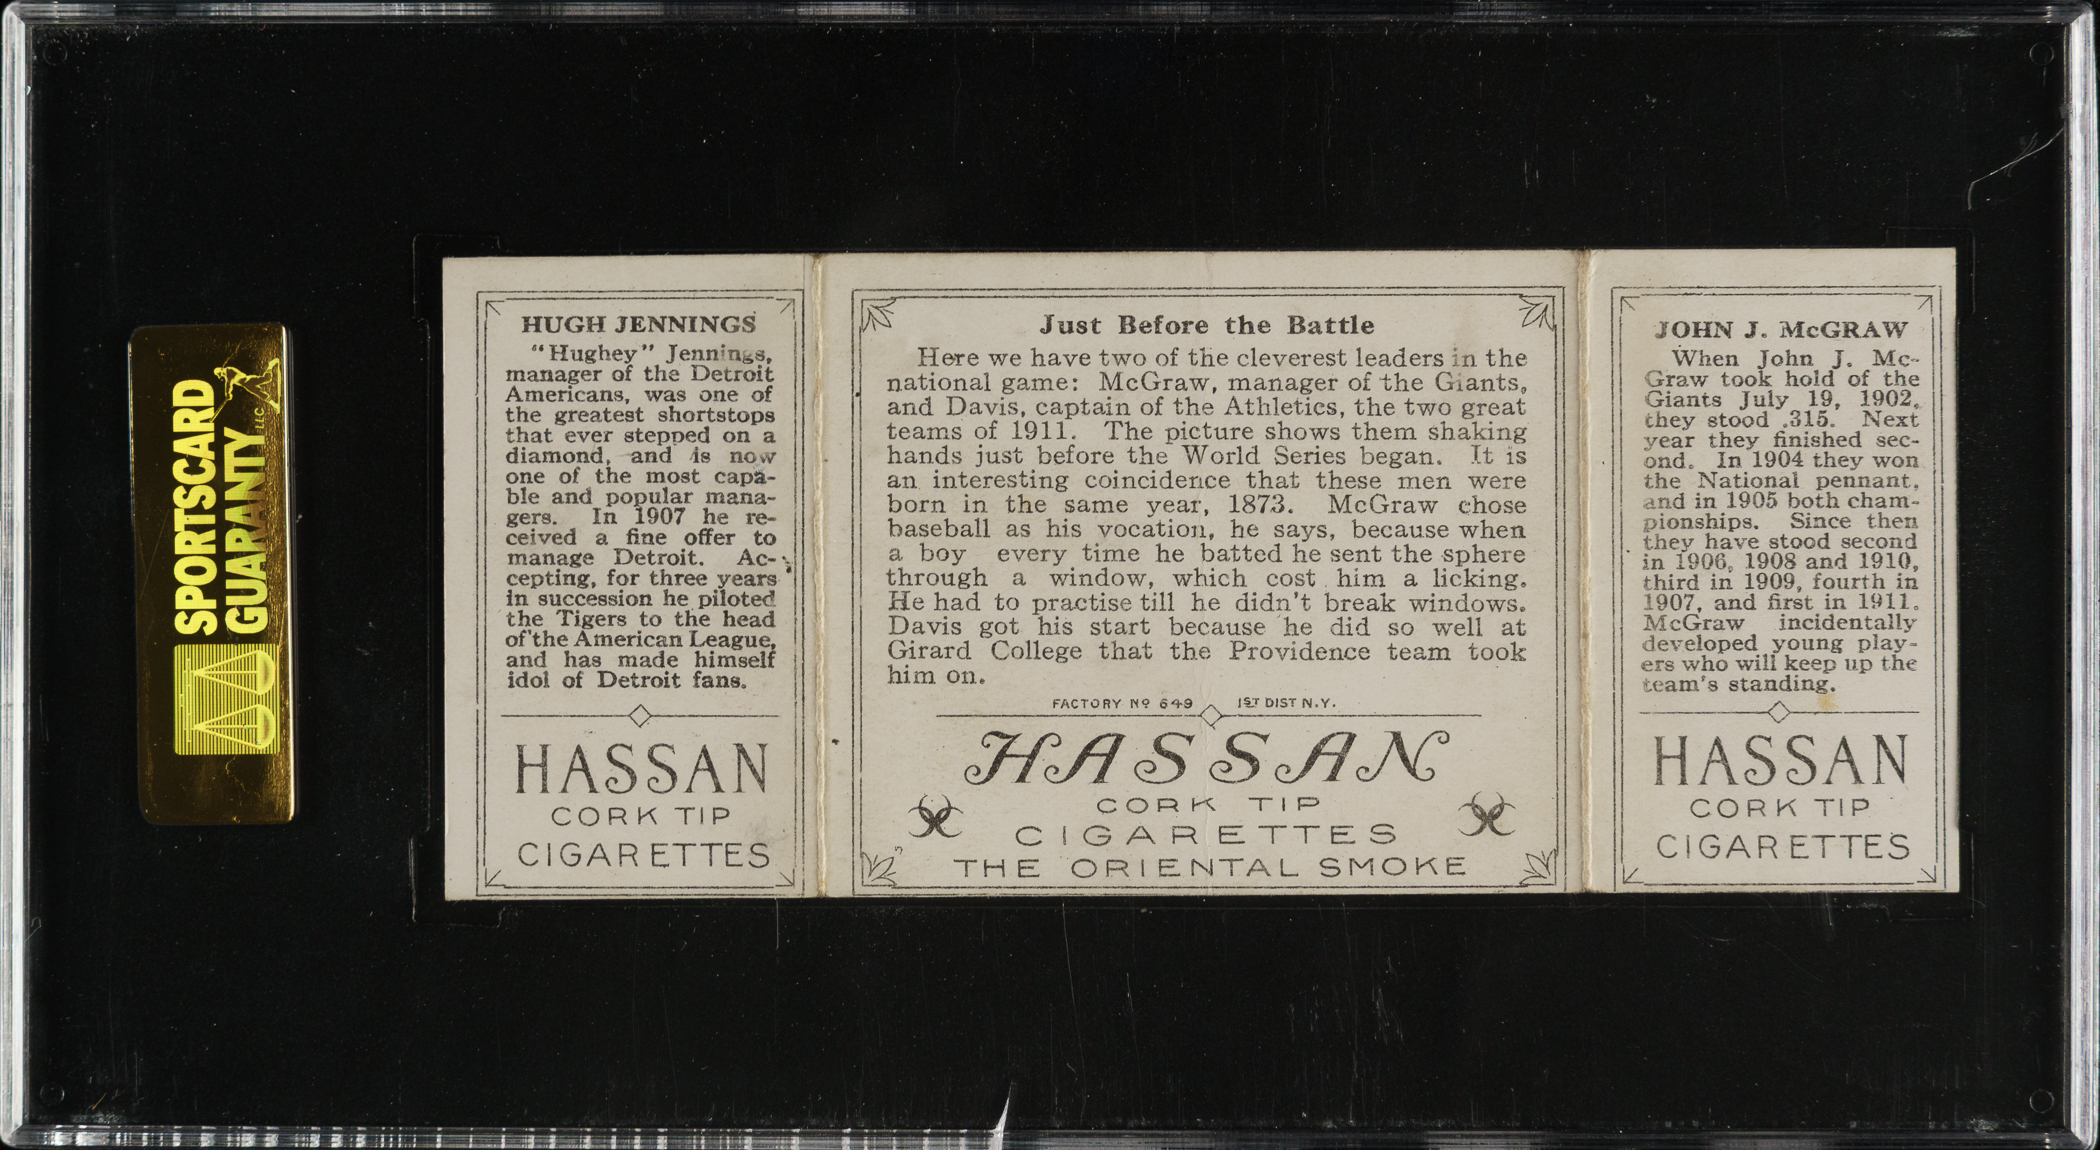 SPORTSCARD
GUARANTY LLC
HUGH JENNINGS
"Hughey" Jennings,
manager of the Detroit
Americans, was one of
the greatest shortstops
that ever stepped on a
diamond, and is now
one of the most capa-
ble and popular mana-
gers. In 1907 he re-
ceived a fine offer to
manage Detroit. Ac-
cepting, for three years
in succession he piloted
the Tigers to the head
of the American League,
and has made himself
idol of Detroit fans.
HASSAN
CORK TIP
CIGARETTES
Just Before the Battle
Here we have two of the cleverest leaders in the
national game: McGraw, manager of the Giants,
and Davis, captain of the Athletics, the two great
teams of 1911. The picture shows them shaking
hands just before the World Series began. It is
an interesting coincidence that these men were
born in the same year, 1873. McGraw chose
baseball as his vocation, he says, because when
a boy every time he batted he sent the sphere
through a window, which cost him a licking.
He had to practise till he didn't break windows.
Davis got his start because he did so well at
Girard College that the Providence team took
him on.
FACTORY No 649 1ST DIST N.Y.
HASSAN
CORK TIP
CIGARETTES
THE ORIENTAL SMOKE
JOHN J. McGRAW
When John J. Mc-
Graw took hold of the
Giants July 19, 1902,
they stood .315. Next
year they finished sec-
ond. In 1904 they won
the National pennant,
and in 1905 both cham-
pionships. Since then
they have stood second
in 1906, 1908 and 1910,
third in 1909, fourth in
1907, and first in 1911.
McGraw incidentally
developed young play-
ers who will keep up the
team's standing.
HASSAN
CORK TIP
CIGARETTES